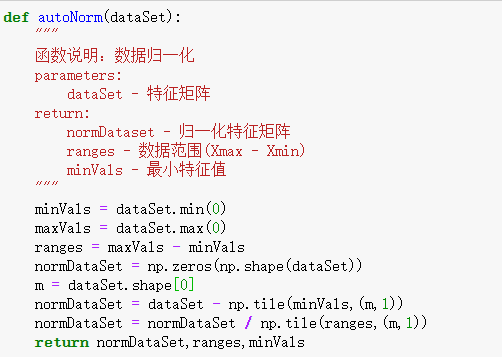 def autoNorm(dataSet):
    """
    函数说明：数据归一化
    parameters:
        dataSet - 特征矩阵
    return:
        normDataset - 归一化特征矩阵
        ranges - 数据范围(Xmax - Xmin)
        minVals - 最小特征值
    """
    minVals = dataSet.min(0)
    maxVals = dataSet.max(0)
    ranges = maxVals - minVals
    normDataSet = np.zeros(np.shape(dataSet))
    m = dataSet.shape[0]
    normDataSet = dataSet - np.tile(minVals,(m,1))
    normDataSet = normDataSet / np.tile(ranges,(m,1))
    return normDataSet,ranges,minVals